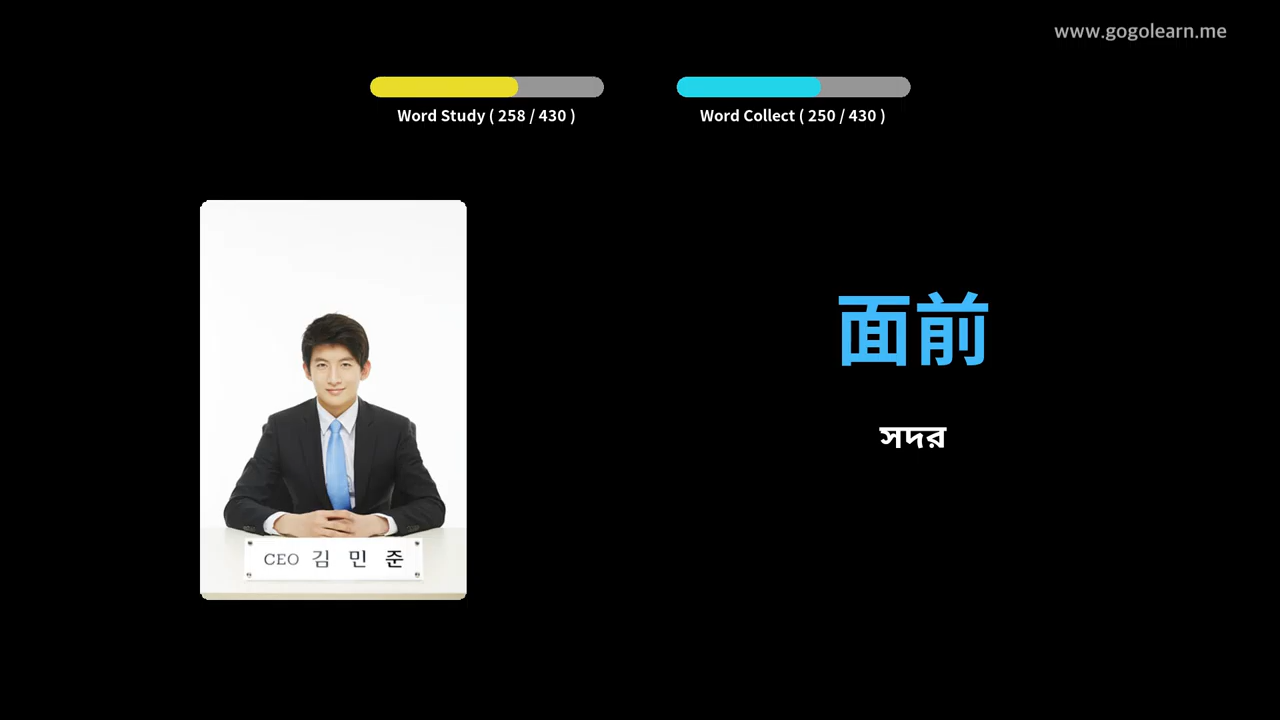 www.gogolearn.me
Word Study ( 258 / 430 )
Word Collect ( 250 / 430 )
面前
সদর
CEO 김 민 준